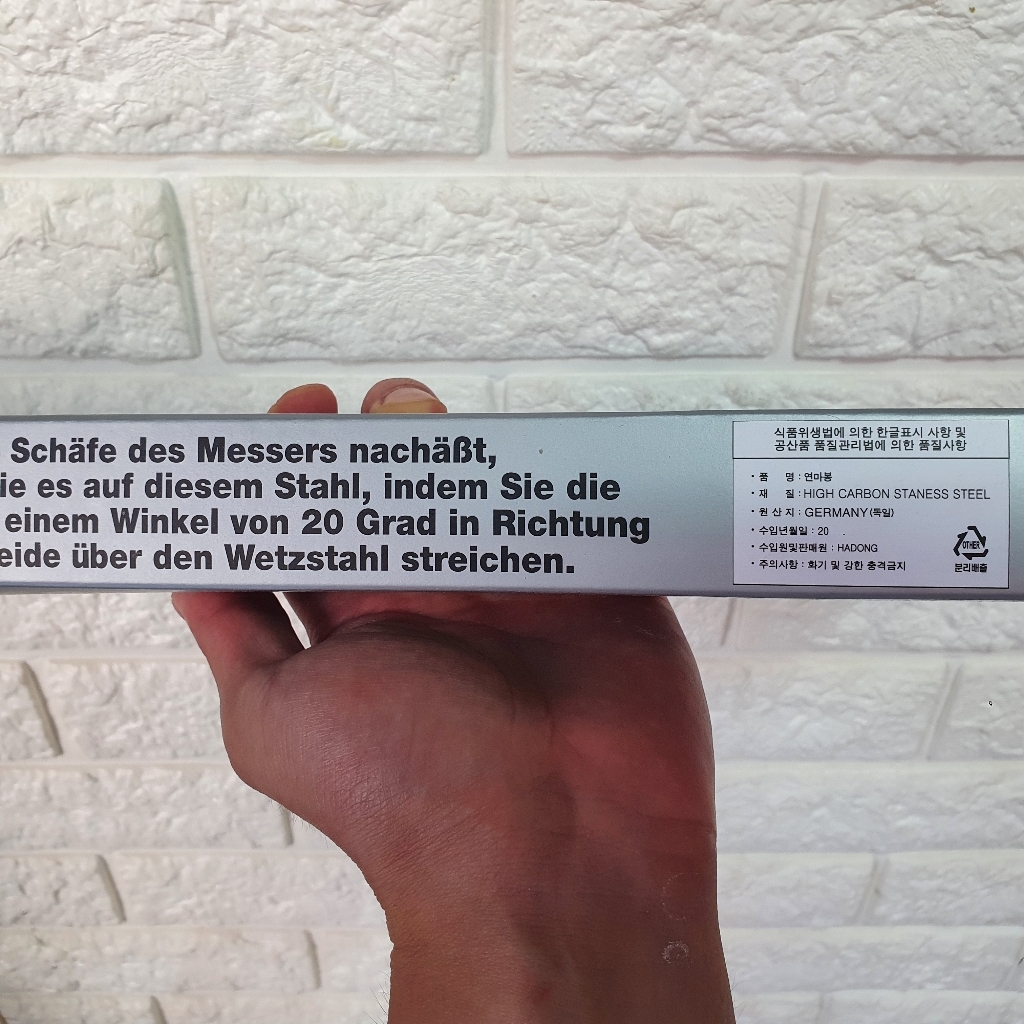 Schäfe des Messers nachäßt,
ie es auf diesem Stahl, indem Sie die
einem Winkel von 20 Grad in Richtung
eide über den Wetzstahl streichen.
식품위생법에 의한 한글표시 사항 및
공산품 품질관리법에 의한 품질사항
· 품 명 : 연마봉
· 재 질 : HIGH CARBON STANESS STEEL
· 원 산 지 : GERMANY (독일)
· 수입년월일 : 20 .
· 수입원및판매원 : HADONG
· 주의사항 : 화기 및 강한 충격금지
OTHER
분리배출